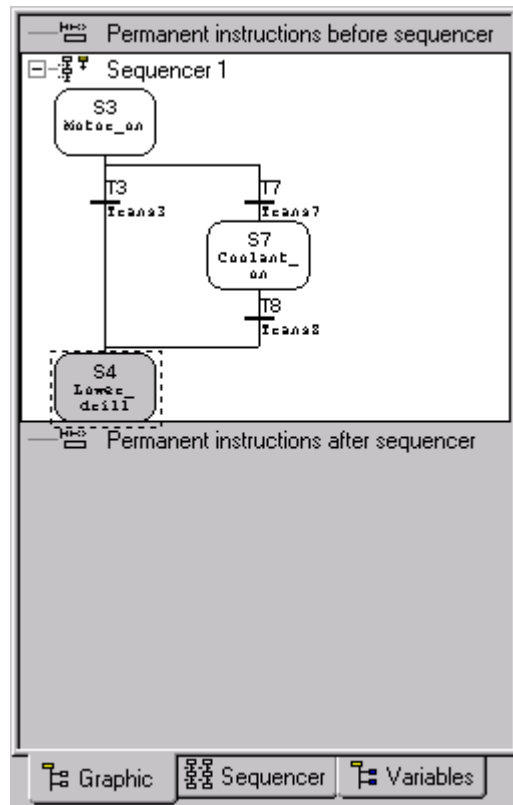 Permanent instructions before sequencer
Sequencer 1
S3
Motor_on
T3
Trans3
T7
Trans7
S7
Coolant_
on
T8
Trans8
S4
Lower_
drill
Permanent instructions after sequencer
Graphic
Sequencer
Variables